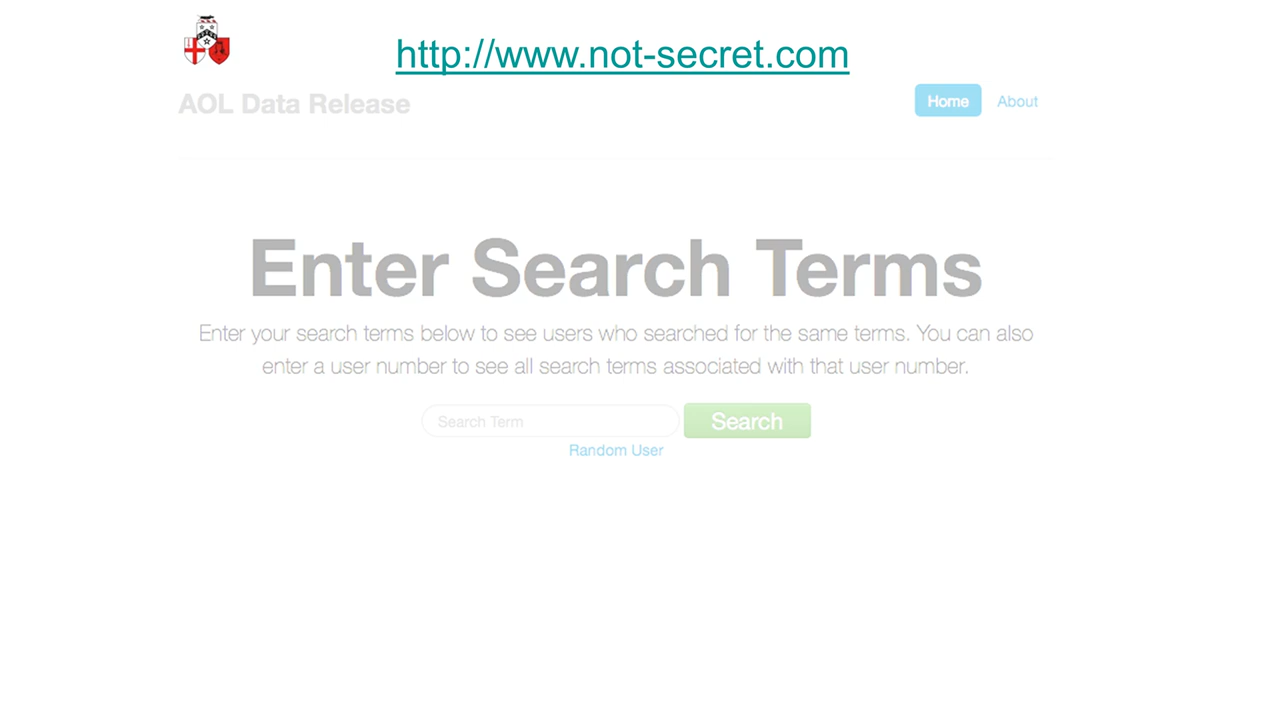 http://www.not-secret.com
AOL Data Release
Home
About
Enter Search Terms
Enter your search terms below to see users who searched for the same terms. You can also
enter a user number to see all search terms associated with that user number.
Search Term
Search
Random User